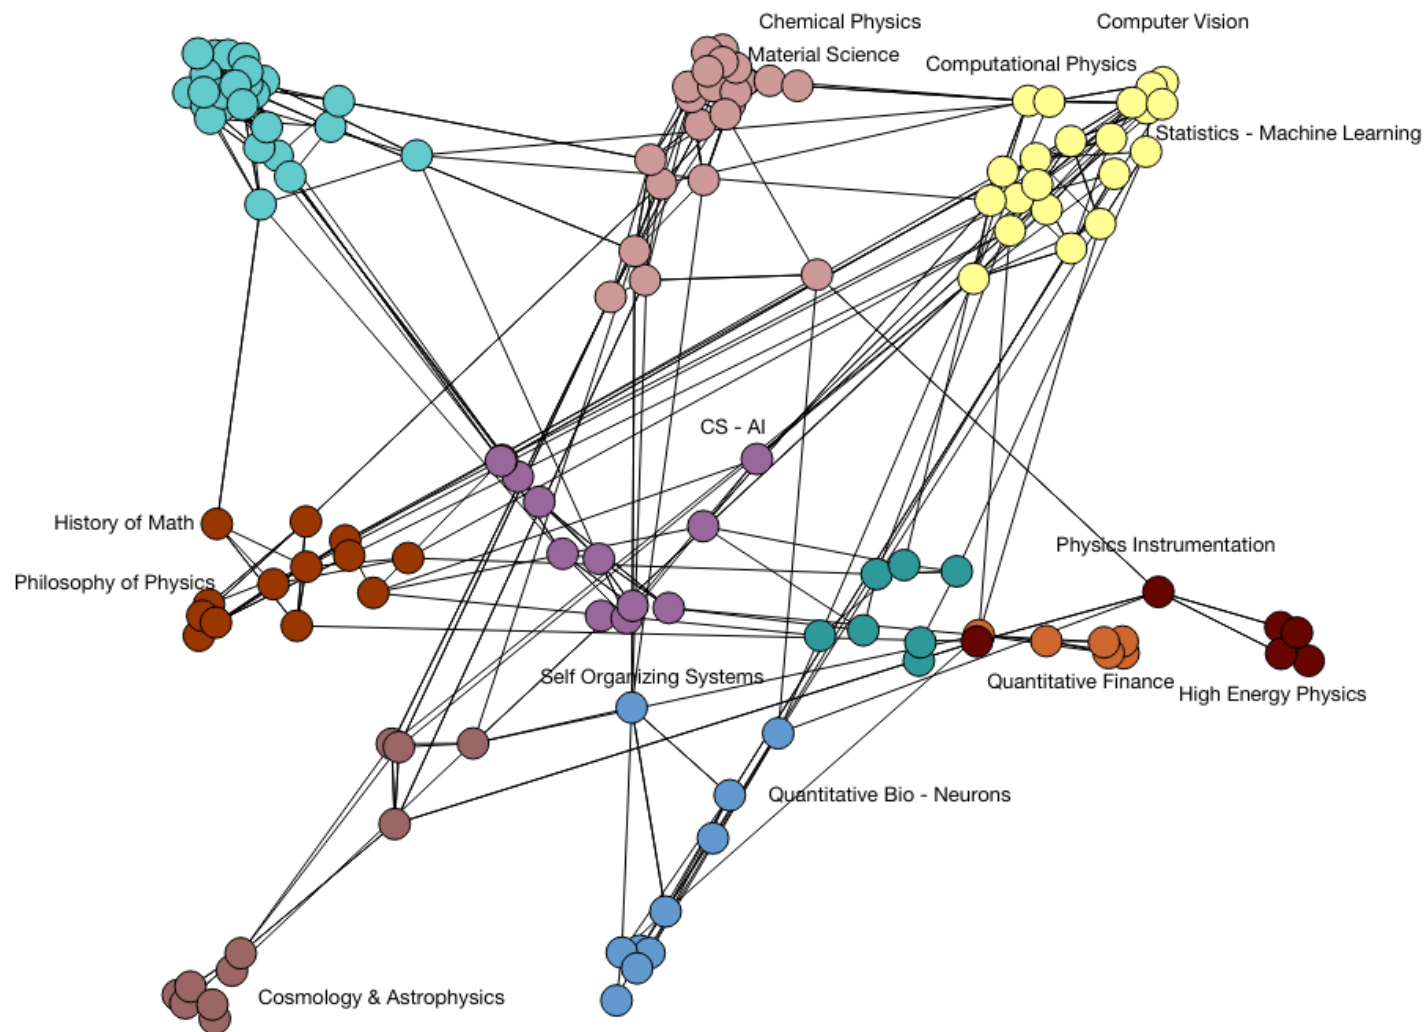 Chemical Physics
Computer Vision
Material Science
Computational Physics
Statistics - Machine Learning
CS - AI
History of Math
Physics Instrumentation
Philosophy of Physics
Self Organizing Systems
Quantitative Finance
High Energy Physics
Quantitative Bio - Neurons
Cosmology & Astrophysics